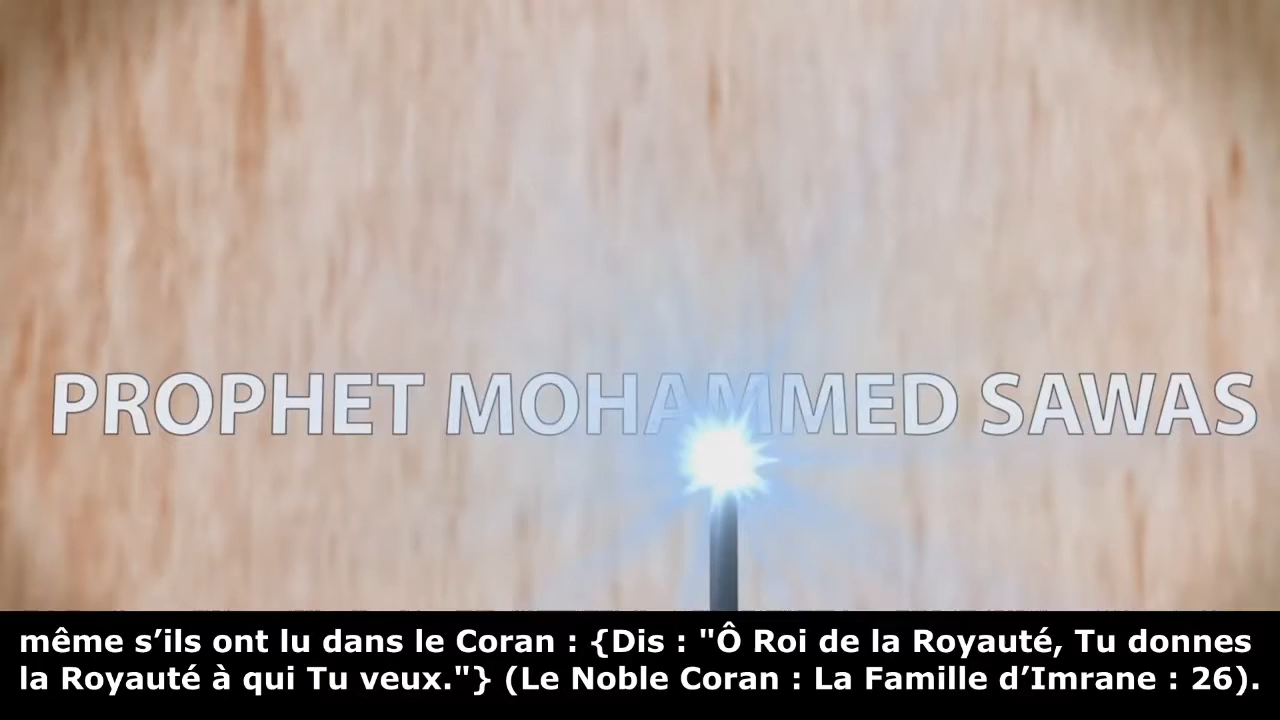 PROPHET MOHAMMED SAWAS
même s’ils ont lu dans le Coran : {Dis : "Ô Roi de la Royauté, Tu donnes
la Royauté à qui Tu veux."} (Le Noble Coran : La Famille d’Imrane : 26).